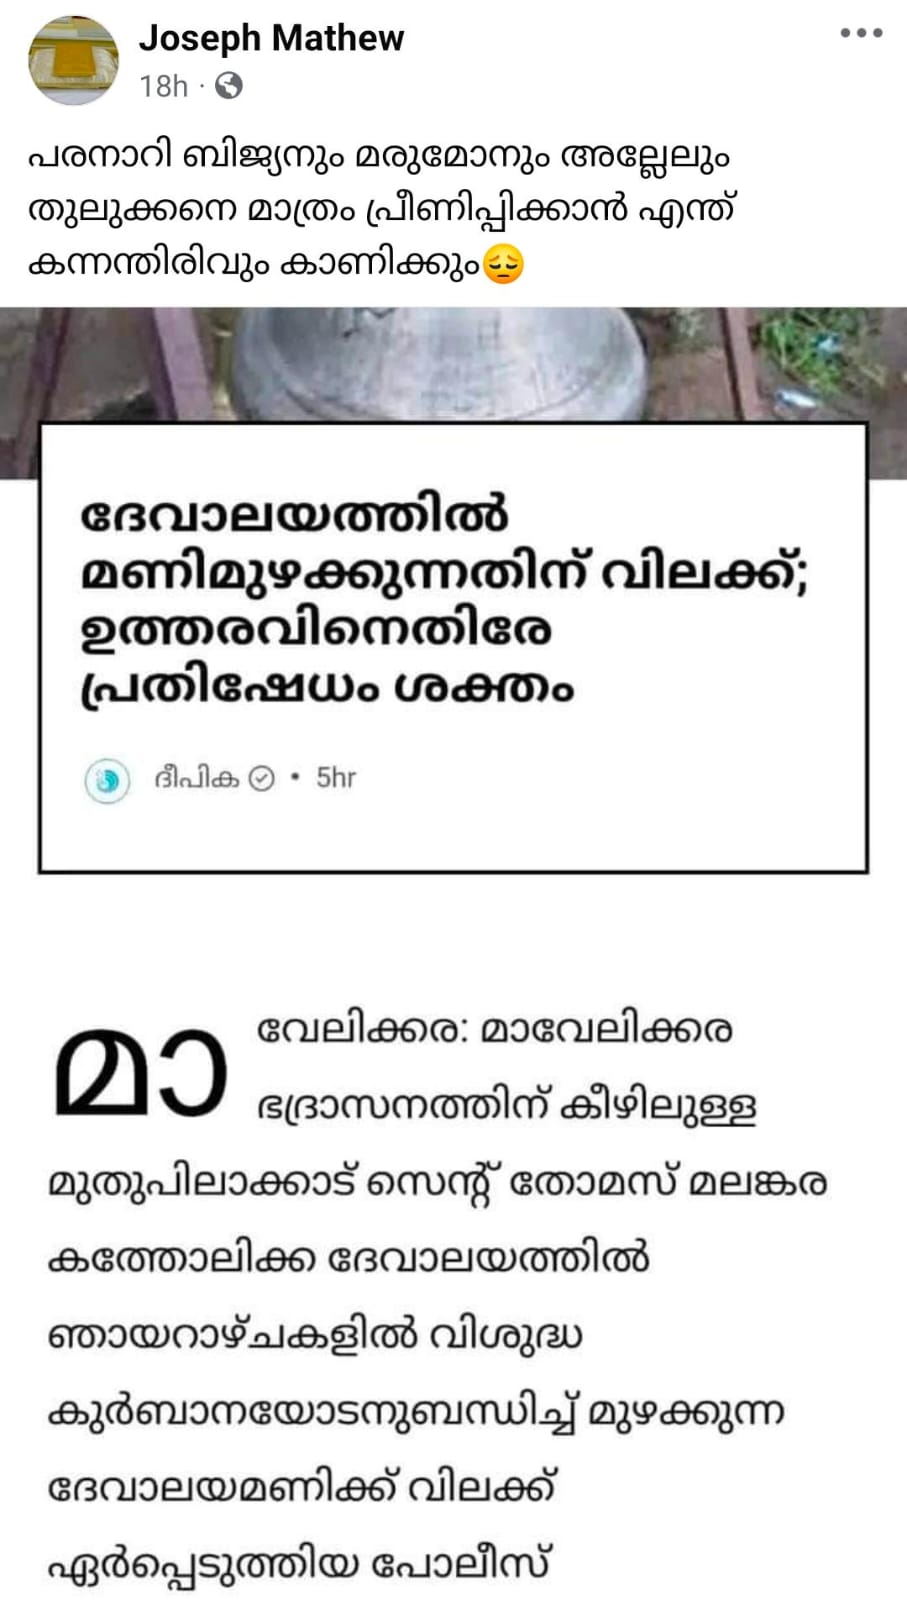 Joseph Mathew
18h ·
പരനാറി ബിജ്യനും മരുമോനും അല്ലേലും
തുലുക്കനെ മാത്രം പ്രീണിപ്പിക്കാൻ എന്ത്
കന്നന്തിരിവും കാണിക്കും😔
ദേവാലയത്തിൽ
മണിമുഴക്കുന്നതിന് വിലക്ക്;
ഉത്തരവിനെതിരേ
പ്രതിഷേധം ശക്തം
ദീപിക • 5hr
മാവേലിക്കര: മാവേലിക്കര
ഭദ്രാസനത്തിന് കീഴിലുള്ള
മുതുപിലാക്കാട് സെന്റ് തോമസ് മലങ്കര
കത്തോലിക്ക ദേവാലയത്തിൽ
ഞായറാഴ്ചകളിൽ വിശുദ്ധ
കുർബാനയോടനുബന്ധിച്ച് മുഴക്കുന്ന
ദേവാലയമണിക്ക് വിലക്ക്
ഏർപ്പെടുത്തിയ പോലീസ്